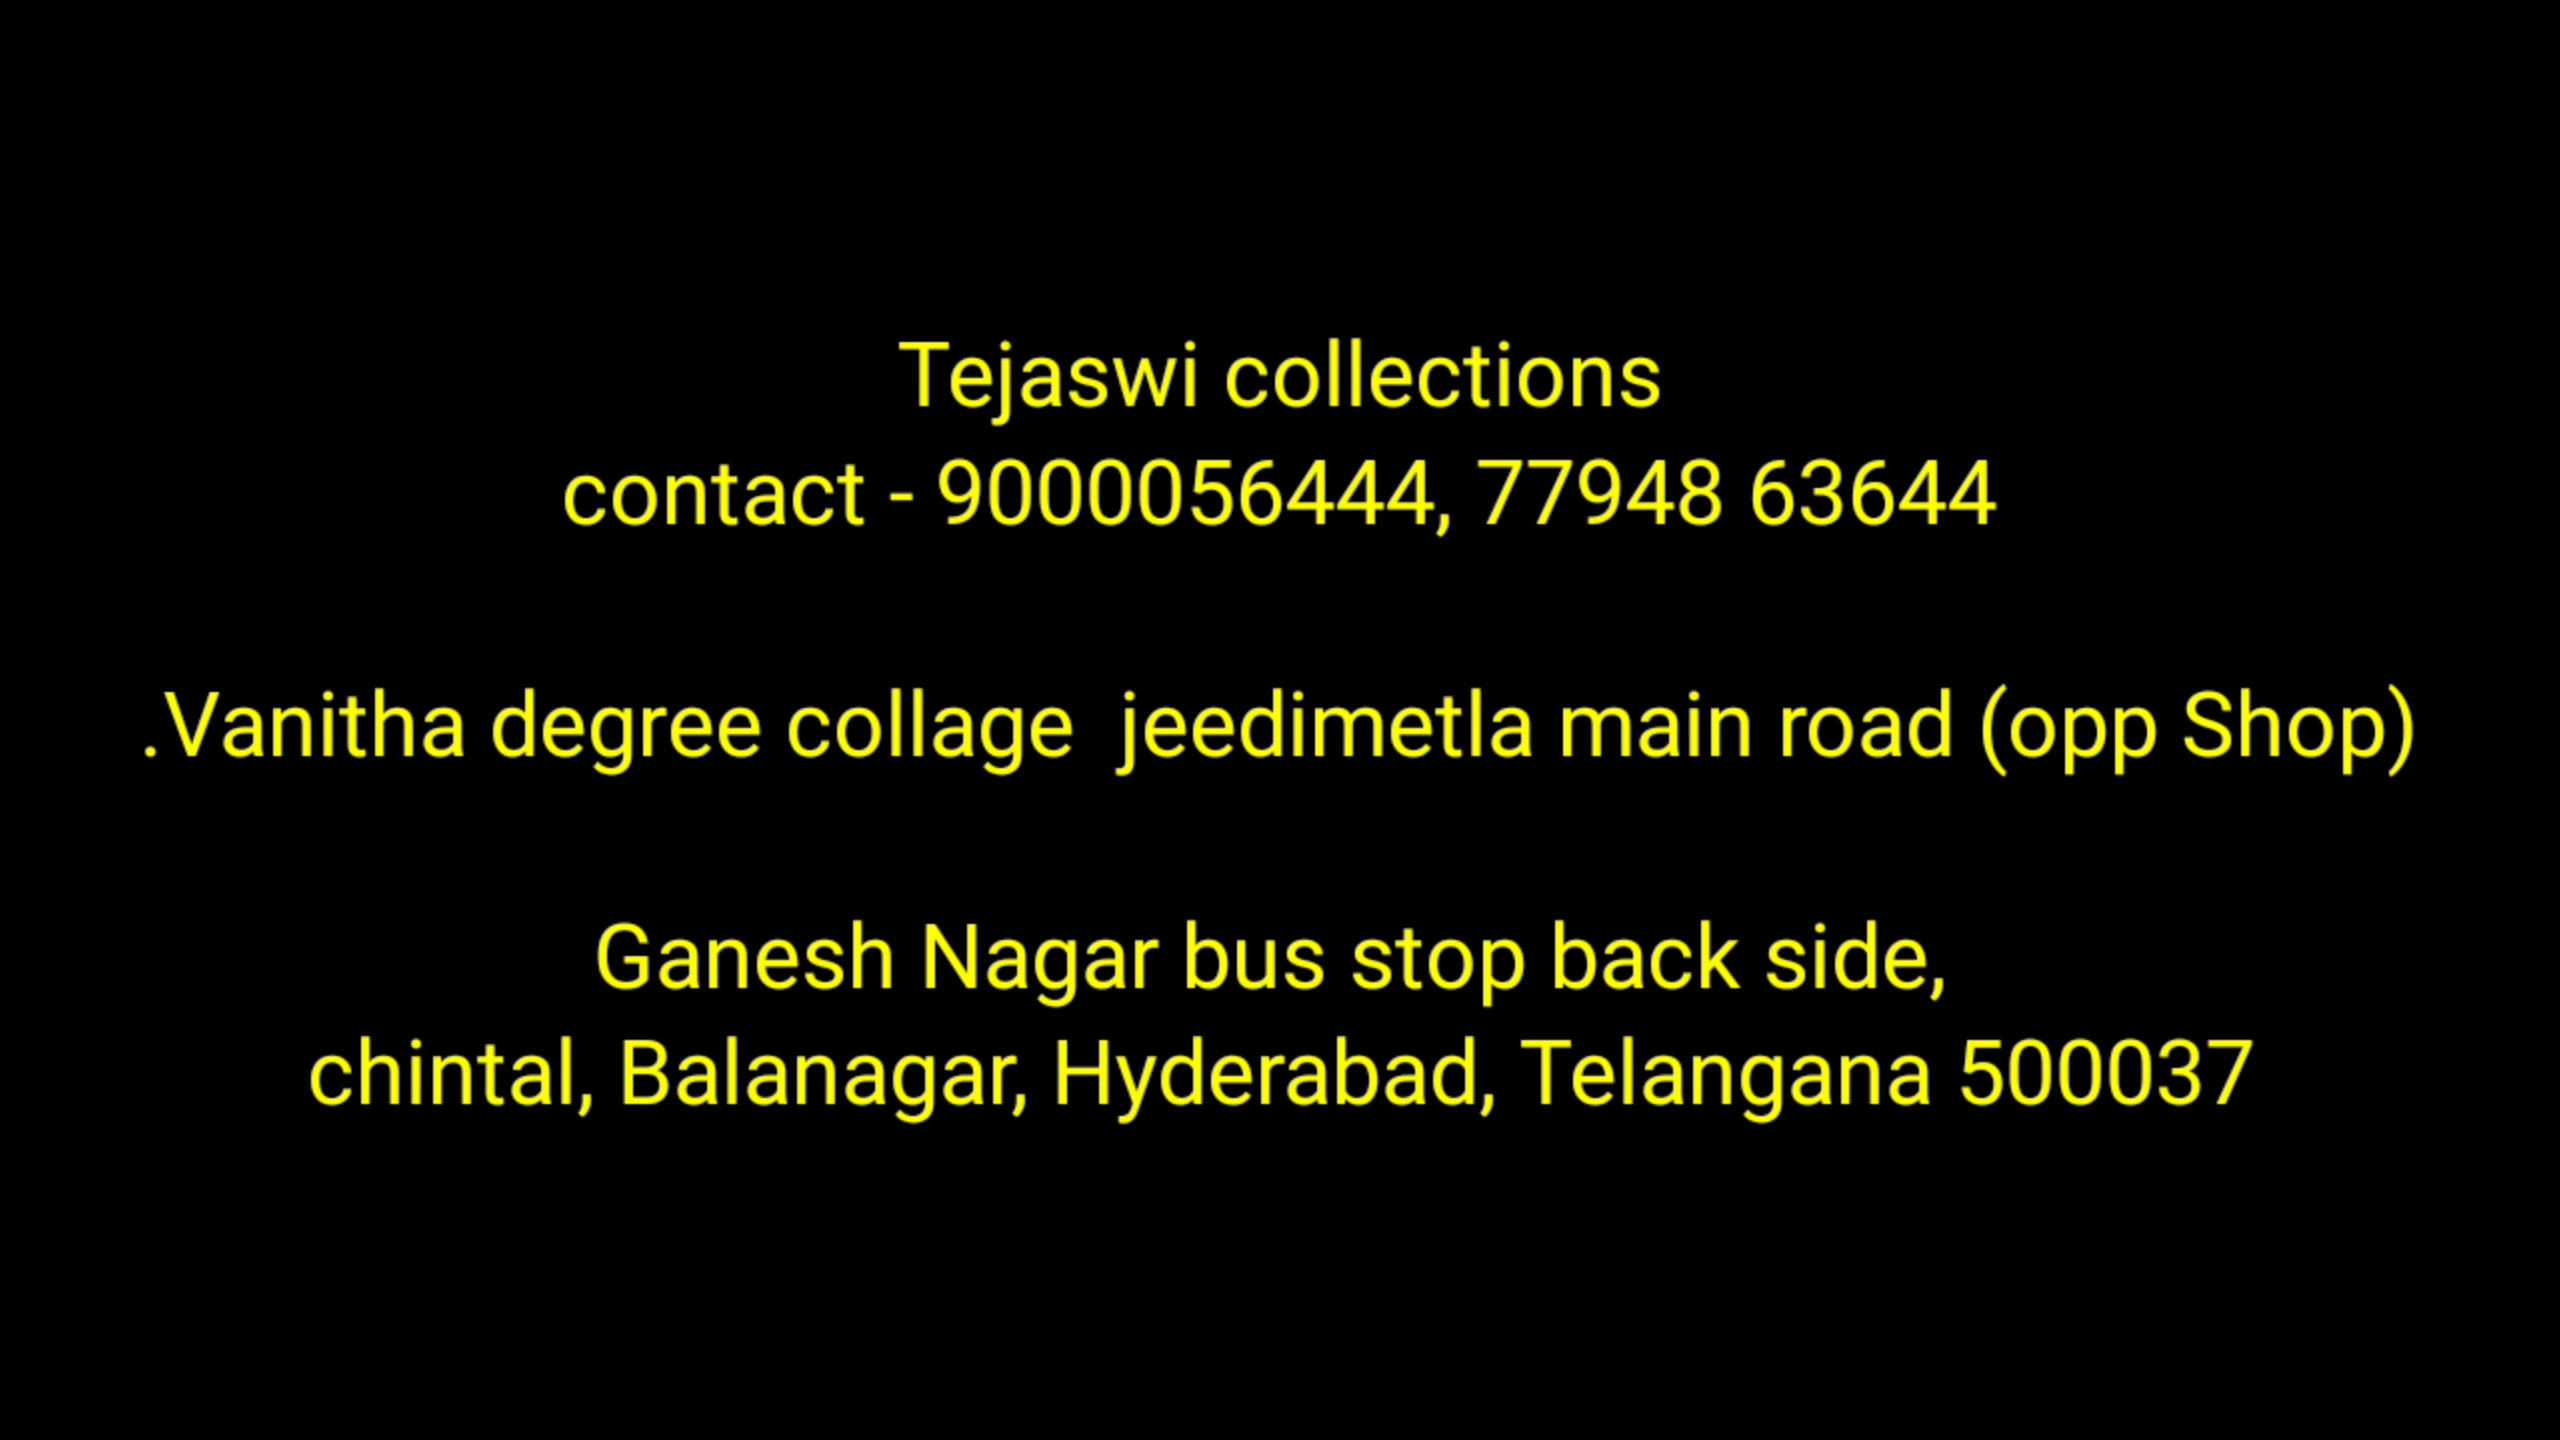 Tejaswi collections
contact - 9000056444, 77948 63644
.Vanitha degree collage  jeedimetla main road (opp Shop)
Ganesh Nagar bus stop back side,
chintal, Balanagar, Hyderabad, Telangana 500037